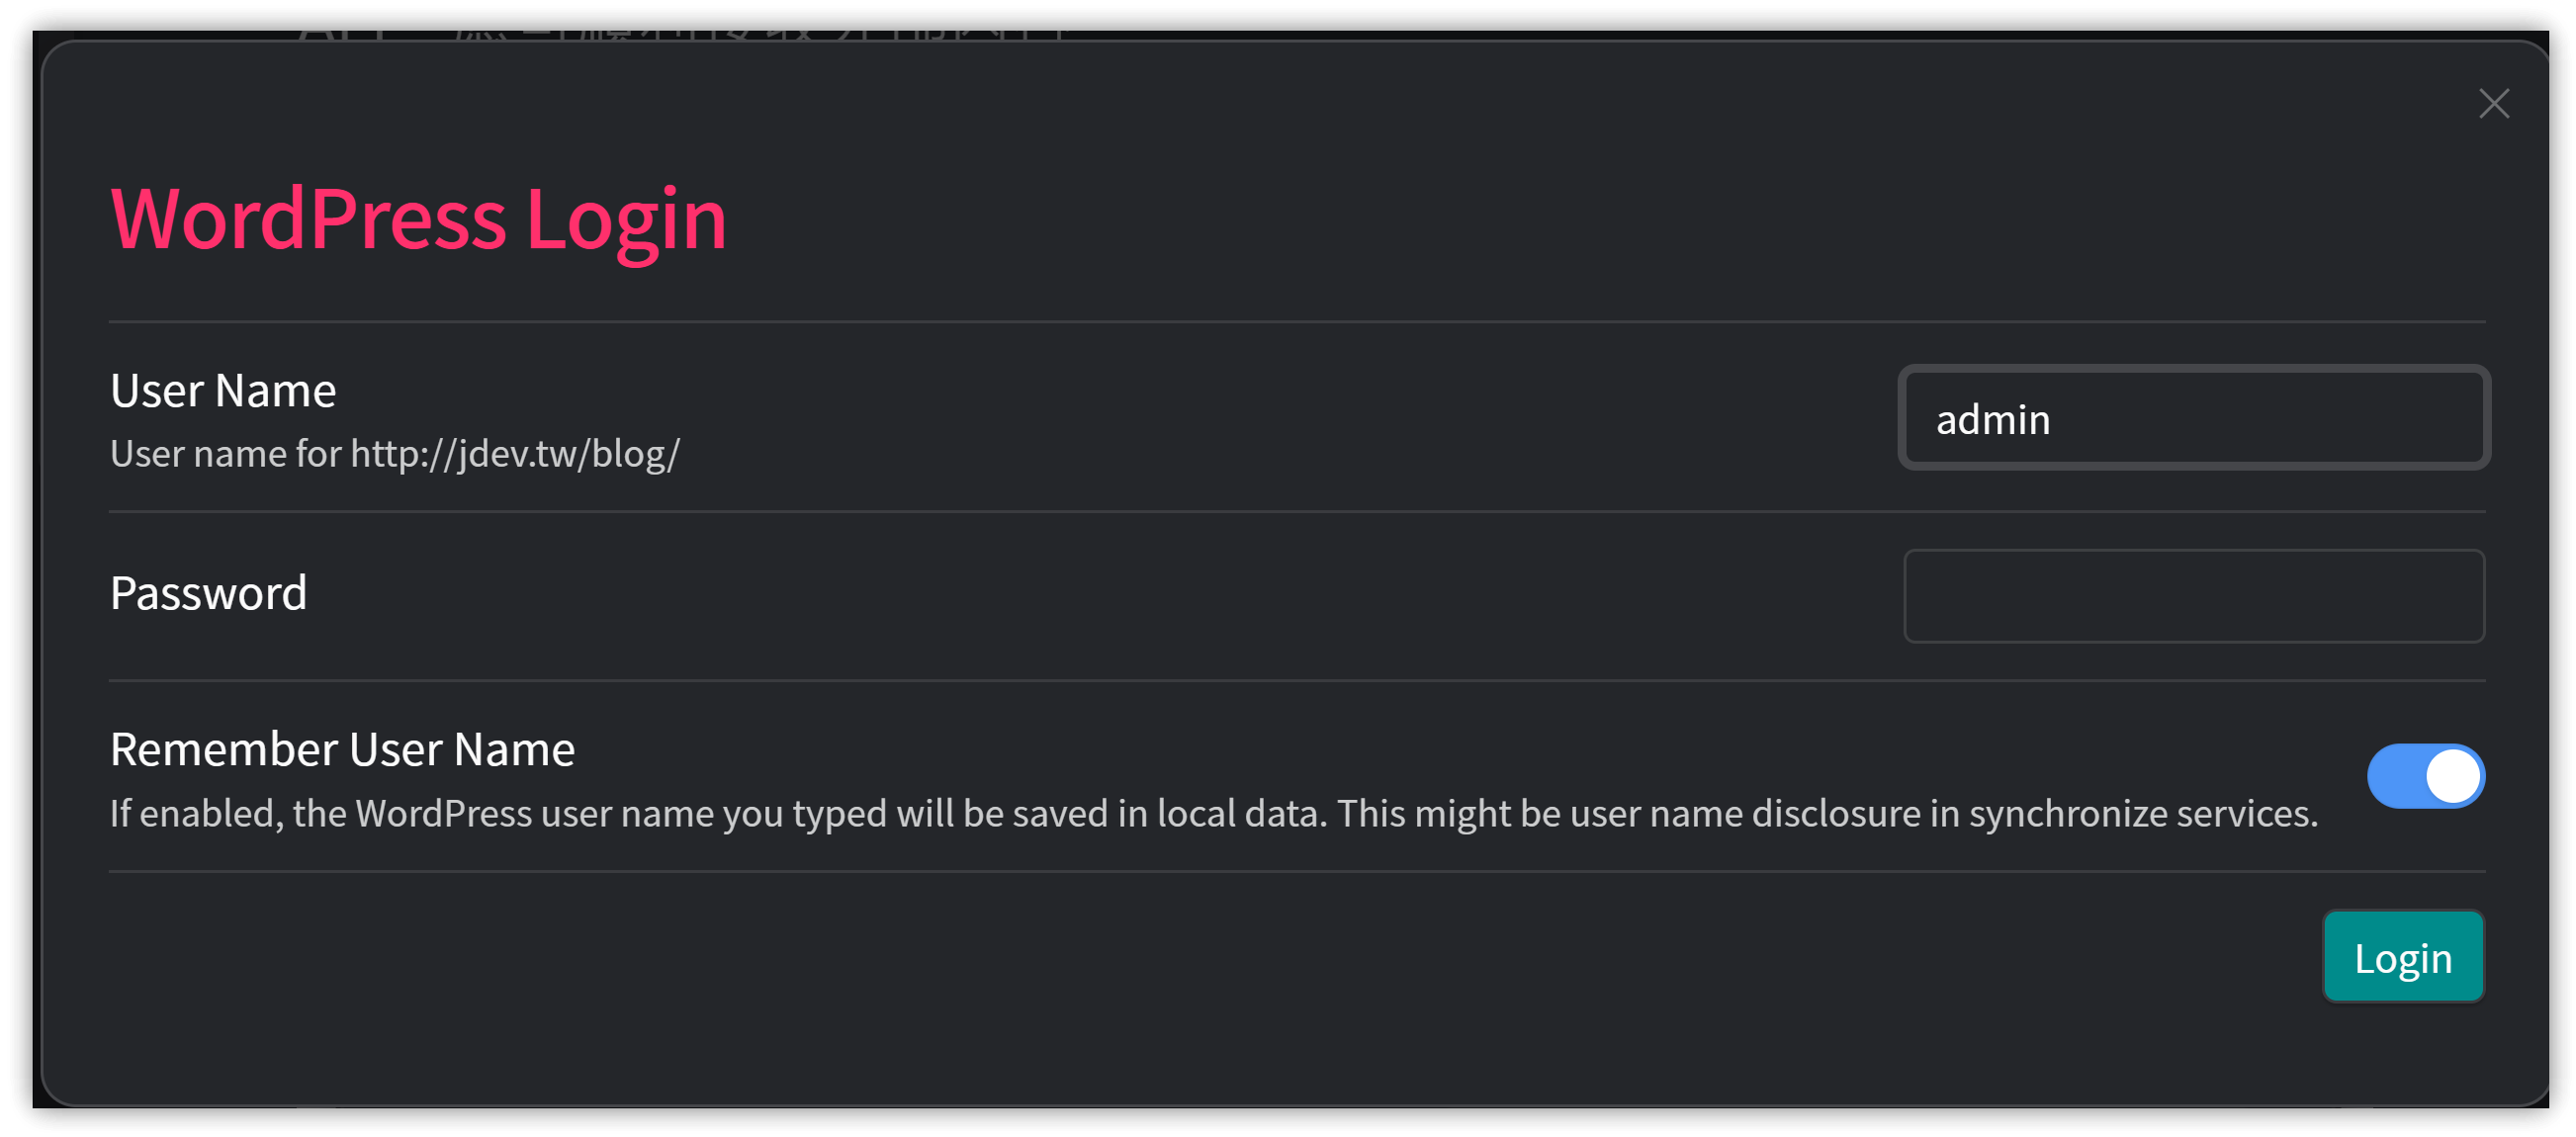 WordPress Login
User Name
User name for http://jdev.tw/blog/
admin
Password
Remember User Name
If enabled, the WordPress user name you typed will be saved in local data. This might be user name disclosure in synchronize services.
Login